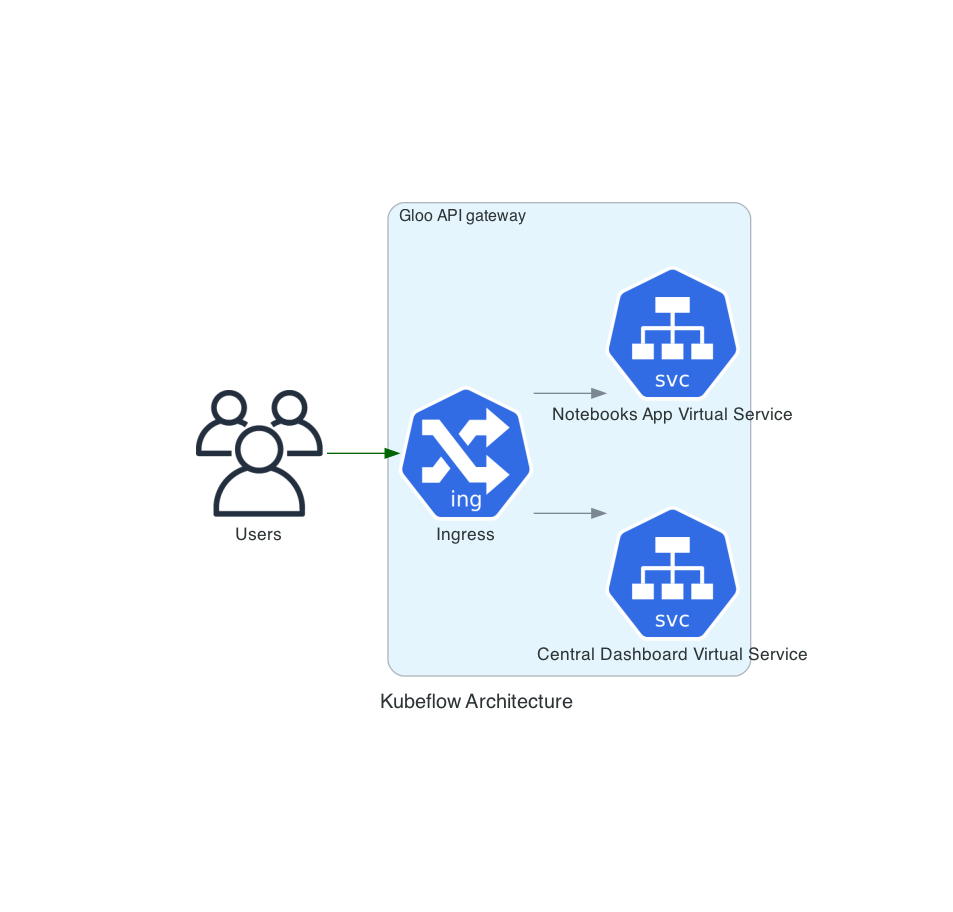 Gloo API gateway
svc
Notebooks App Virtual Service
ing
Users
Ingress
svc
Central Dashboard Virtual Service
Kubeflow Architecture